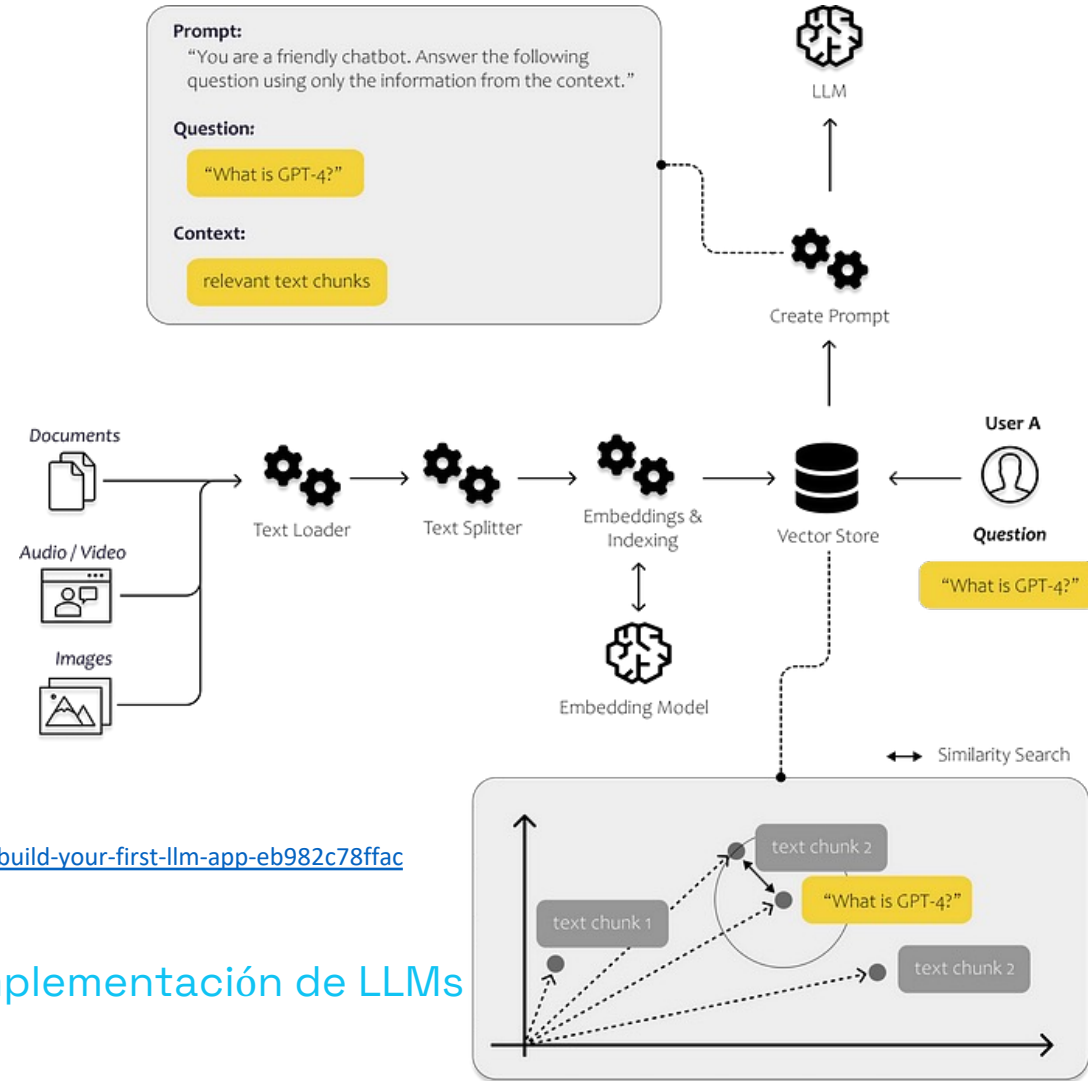 Prompt:
“You are a friendly chatbot. Answer the following
question using only the information from the context.”
Question:
“What is GPT-4?”
Context:
relevant text chunks
LLM
Create Prompt
Documents
Audio / Video
Images
Text Loader
Text Splitter
Embeddings &
Indexing
Embedding Model
Vector Store
User A
Question
“What is GPT-4?”
Similarity Search
build-your-first-llm-app-eb982c78ffac
text chunk 2
“What is GPT-4?”
text chunk 1
text chunk 2
mplementación de LLMs